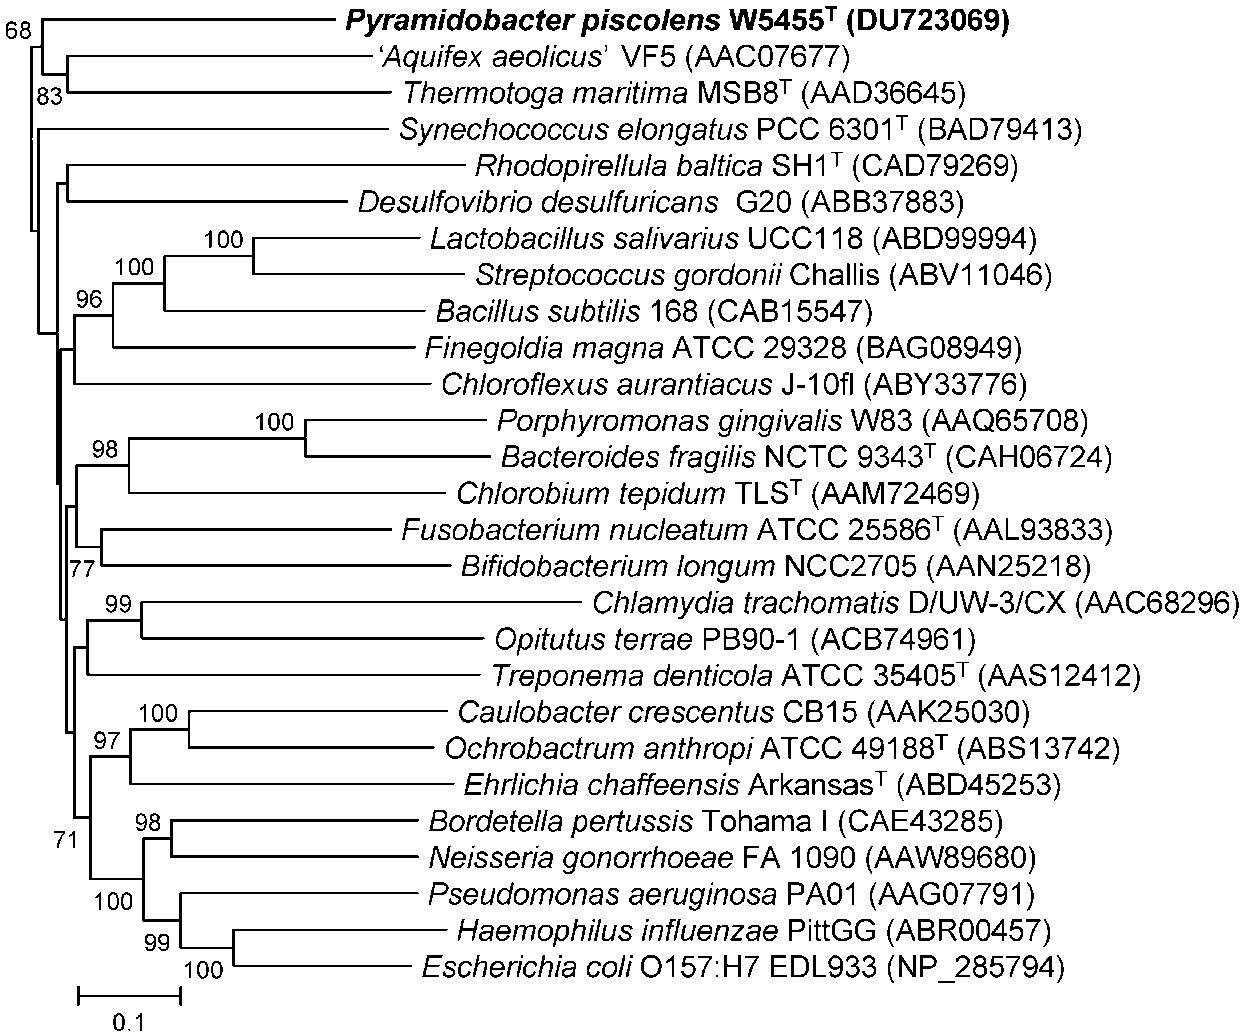 68
Pyramidobacter piscolens W5455ᵀ (DU723069)
'Aquifex aeolicus' VF5 (AAC07677)
83
Thermotoga maritima MSB8ᵀ (AAD36645)
Synechococcus elongatus PCC 6301ᵀ (BAD79413)
Rhodopirellula baltica SH1ᵀ (CAD79269)
Desulfovibrio desulfuricans G20 (ABB37883)
100
Lactobacillus salivarius UCC118 (ABD99994)
100
Streptococcus gordonii Challis (ABV11046)
96
Bacillus subtilis 168 (CAB15547)
Finegoldia magna ATCC 29328 (BAG08949)
Chloroflexus aurantiacus J-10fl (ABY33776)
100
Porphyromonas gingivalis W83 (AAQ65708)
98
Bacteroides fragilis NCTC 9343ᵀ (CAH06724)
Chlorobium tepidum TLSᵀ (AAM72469)
Fusobacterium nucleatum ATCC 25586ᵀ (AAL93833)
77
Bifidobacterium longum NCC2705 (AAN25218)
99
Chlamydia trachomatis D/UW-3/CX (AAC68296)
Opitutus terrae PB90-1 (ACB74961)
Treponema denticola ATCC 35405ᵀ (AAS12412)
100
Caulobacter crescentus CB15 (AAK25030)
97
Ochrobactrum anthropi ATCC 49188ᵀ (ABS13742)
Ehrlichia chaffeensis Arkansasᵀ (ABD45253)
71
98
Bordetella pertussis Tohama I (CAE43285)
Neisseria gonorrhoeae FA 1090 (AAW89680)
100
Pseudomonas aeruginosa PA01 (AAG07791)
99
Haemophilus influenzae PittGG (ABR00457)
100
Escherichia coli O157:H7 EDL933 (NP_285794)
0.1